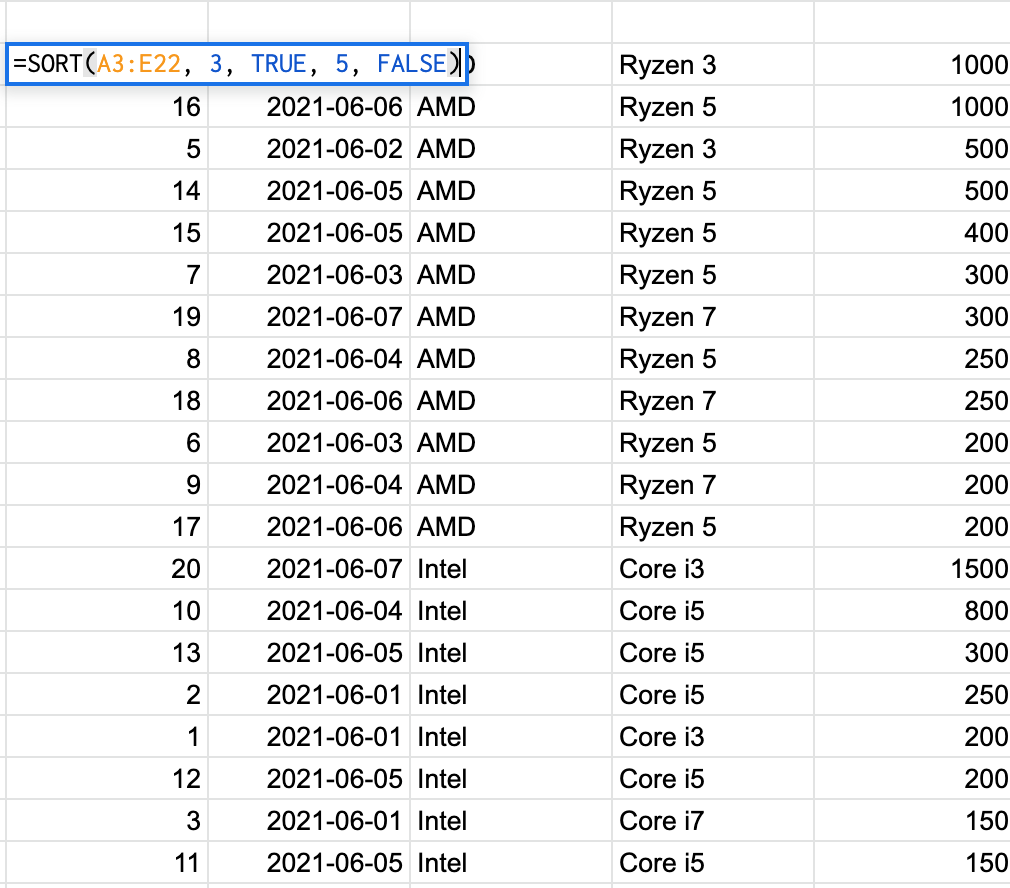 =SORT(A3:E22, 3, TRUE, 5, FALSE) Ryzen 3 1000
16 2021-06-06 AMD Ryzen 5 1000
5 2021-06-02 AMD Ryzen 3 500
14 2021-06-05 AMD Ryzen 5 500
15 2021-06-05 AMD Ryzen 5 400
7 2021-06-03 AMD Ryzen 5 300
19 2021-06-07 AMD Ryzen 7 300
8 2021-06-04 AMD Ryzen 5 250
18 2021-06-06 AMD Ryzen 7 250
6 2021-06-03 AMD Ryzen 5 200
9 2021-06-04 AMD Ryzen 7 200
17 2021-06-06 AMD Ryzen 5 200
20 2021-06-07 Intel Core i3 1500
10 2021-06-04 Intel Core i5 800
13 2021-06-05 Intel Core i5 300
2 2021-06-01 Intel Core i5 250
1 2021-06-01 Intel Core i3 200
12 2021-06-05 Intel Core i5 200
3 2021-06-01 Intel Core i7 150
11 2021-06-05 Intel Core i5 150